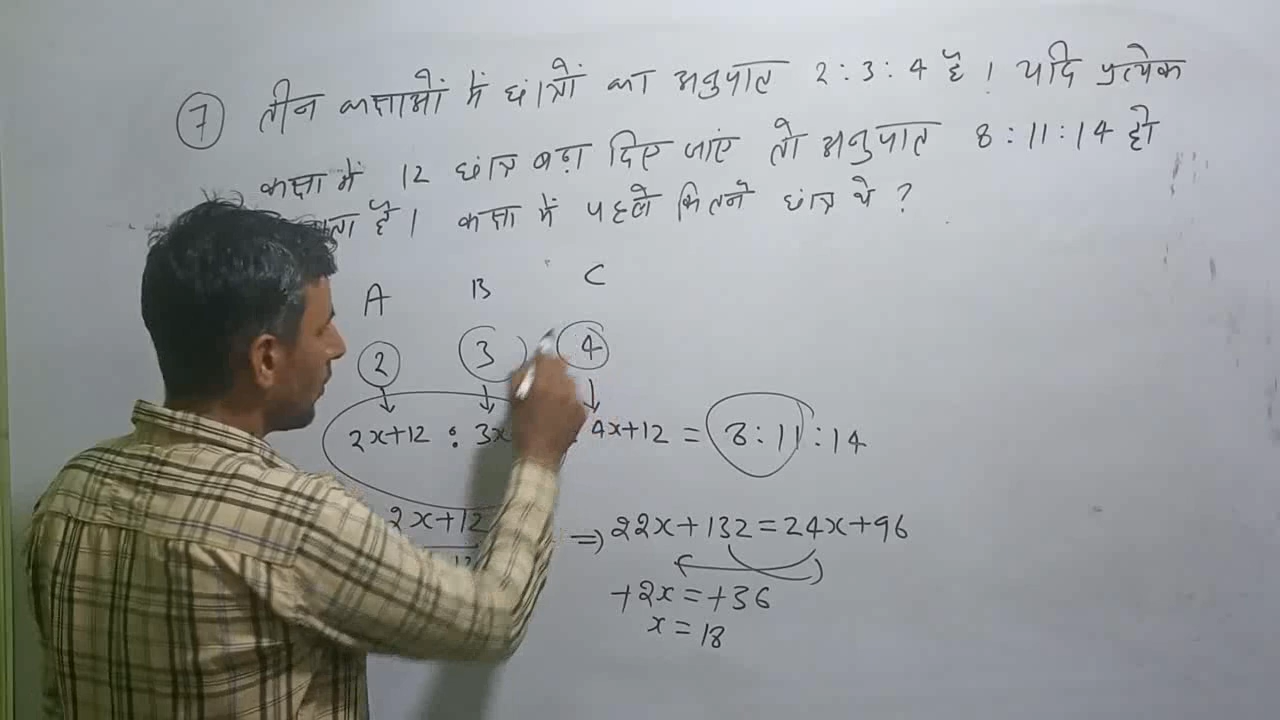 7 तीन कक्षाओं में छात्रों का अनुपात 2 : 3 : 4 है । यदि प्रत्येक
कक्षा में 12 छात्र बढ़ा दिए जाएं तो अनुपात 8 : 11 : 14 हो
है । कक्षा में पहले कितने छात्र थे ?
A B C
2 3 4
2x+12 : 3x : 4x+12 = 8 : 11 : 14
2x+12 => 22x+132=24x+96
+2x=+36
x=18